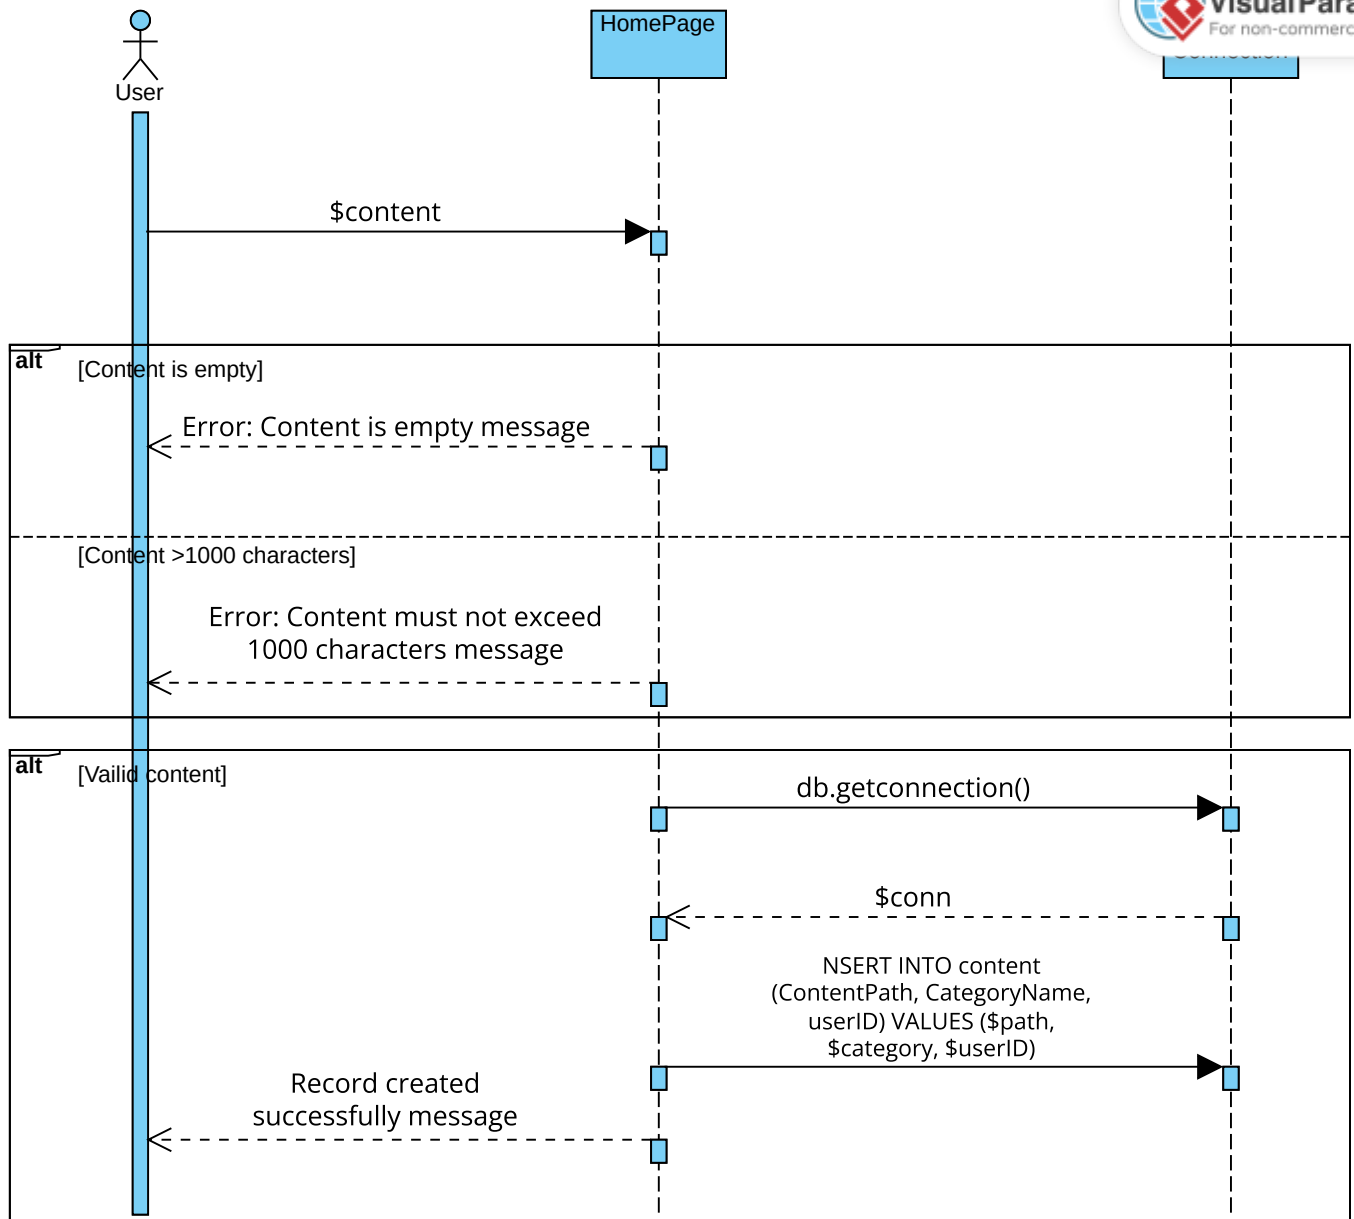 HomePage
VisualPara
For non-commerc
Connection
User
$content
alt
[Content is empty]
Error: Content is empty message
[Content >1000 characters]
Error: Content must not exceed
1000 characters message
alt
[Vailid content]
db.getconnection()
$conn
NSERT INTO content
(ContentPath, CategoryName,
userID) VALUES ($path,
$category, $userID)
Record created
successfully message